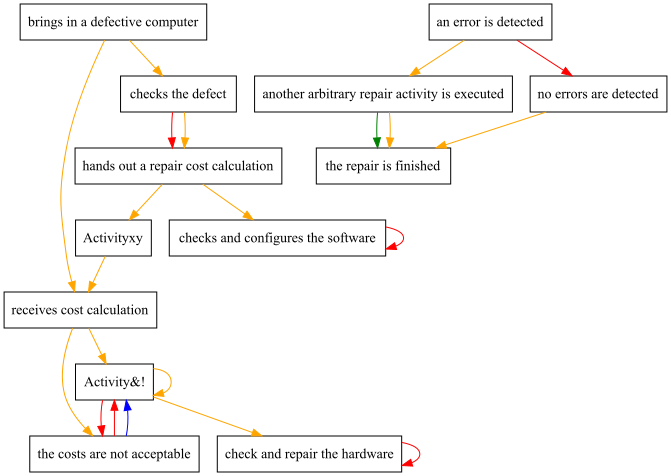 brings in a defective computer
an error is detected
checks the defect
another arbitrary repair activity is executed
no errors are detected
hands out a repair cost calculation
the repair is finished
Activityxy
checks and configures the software
receives cost calculation
Activity&!
the costs are not acceptable
check and repair the hardware